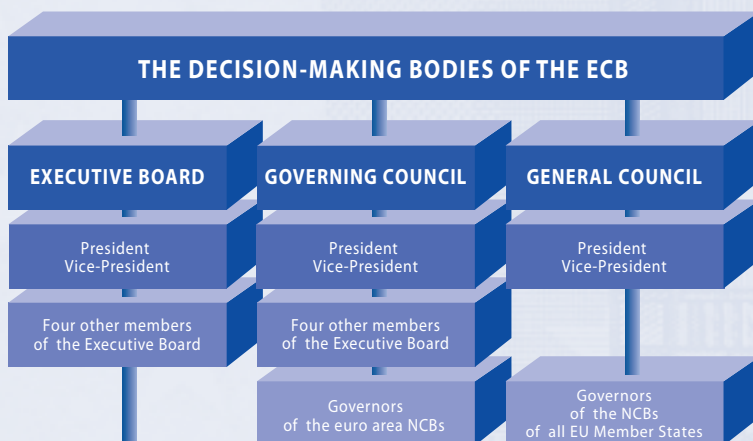 THE DECISION-MAKING BODIES OF THE ECB
EXECUTIVE BOARD
President
Vice-President
Four other members
of the Executive Board
GOVERNING COUNCIL
President
Vice-President
Four other members
of the Executive Board
Governors
of the euro area NCBs
GENERAL COUNCIL
President
Vice-President
Governors
of the NCBs
of all EU Member States